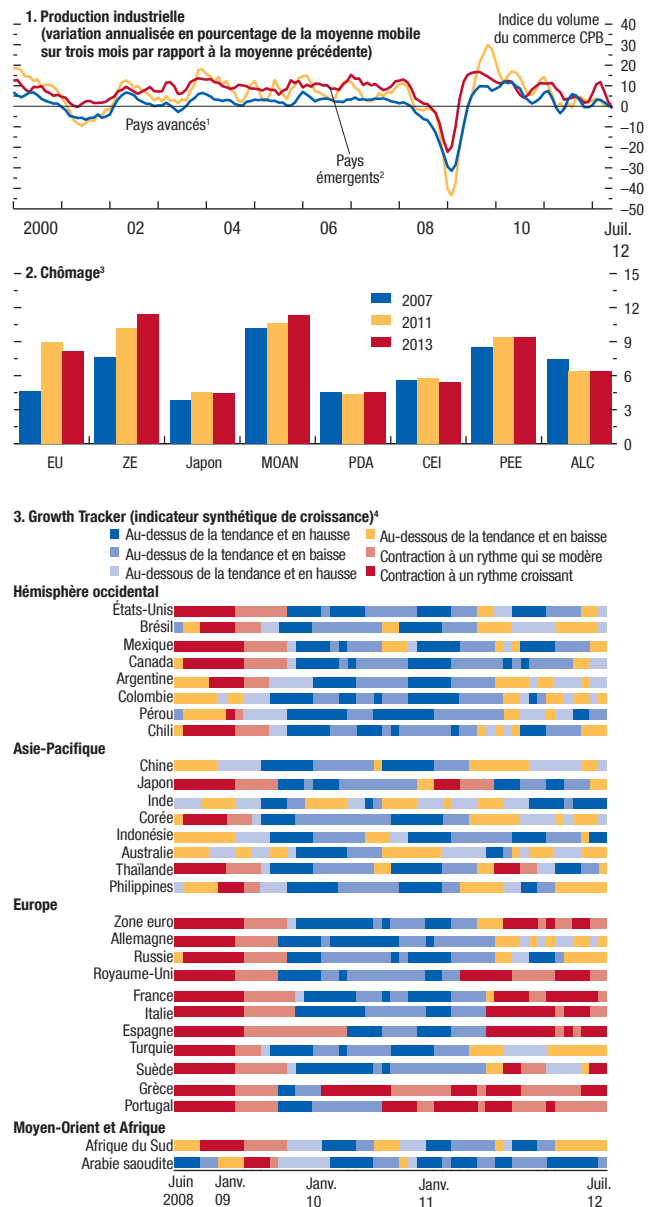 1. Production industrielle
(variation annualisée en pourcentage de la moyenne mobile
sur trois mois par rapport à la moyenne précédente)
Indice du volume
du commerce CPB
40
30
20
10
0
–10
–20
–30
–40
–50
Pays avancés¹
Pays
émergents²
2000 02 04 06 08 10 Juil.
12
2. Chômage³
2007
2011
2013
15
12
9
6
3
0
EU ZE Japon MOAN PDA CEI PEE ALC
3. Growth Tracker (indicateur synthétique de croissance)⁴
Au-dessus de la tendance et en hausse
Au-dessous de la tendance et en baisse
Au-dessus de la tendance et en baisse
Contraction à un rythme qui se modère
Au-dessous de la tendance et en hausse
Contraction à un rythme croissant
Hémisphère occidental
États-Unis
Brésil
Mexique
Canada
Argentine
Colombie
Pérou
Chili
Asie-Pacifique
Chine
Japon
Inde
Corée
Indonésie
Australie
Thaïlande
Philippines
Europe
Zone euro
Allemagne
Russie
Royaume-Uni
France
Italie
Espagne
Turquie
Suède
Grèce
Portugal
Moyen-Orient et Afrique
Afrique du Sud
Arabie saoudite
Juin Janv. Janv. Janv. Juil.
2008 09 10 11 12